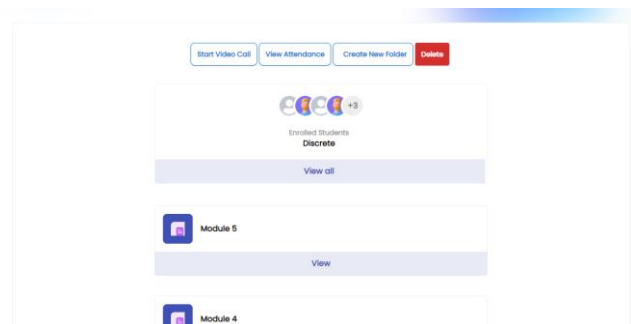 Start Video Call View Attendance Create New Folder Delete
+3
Enrolled Students
Discrete
View all
Module 5
View
Module 4